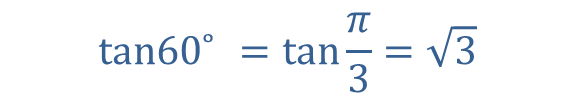 tan60° = tan π/3 = √3